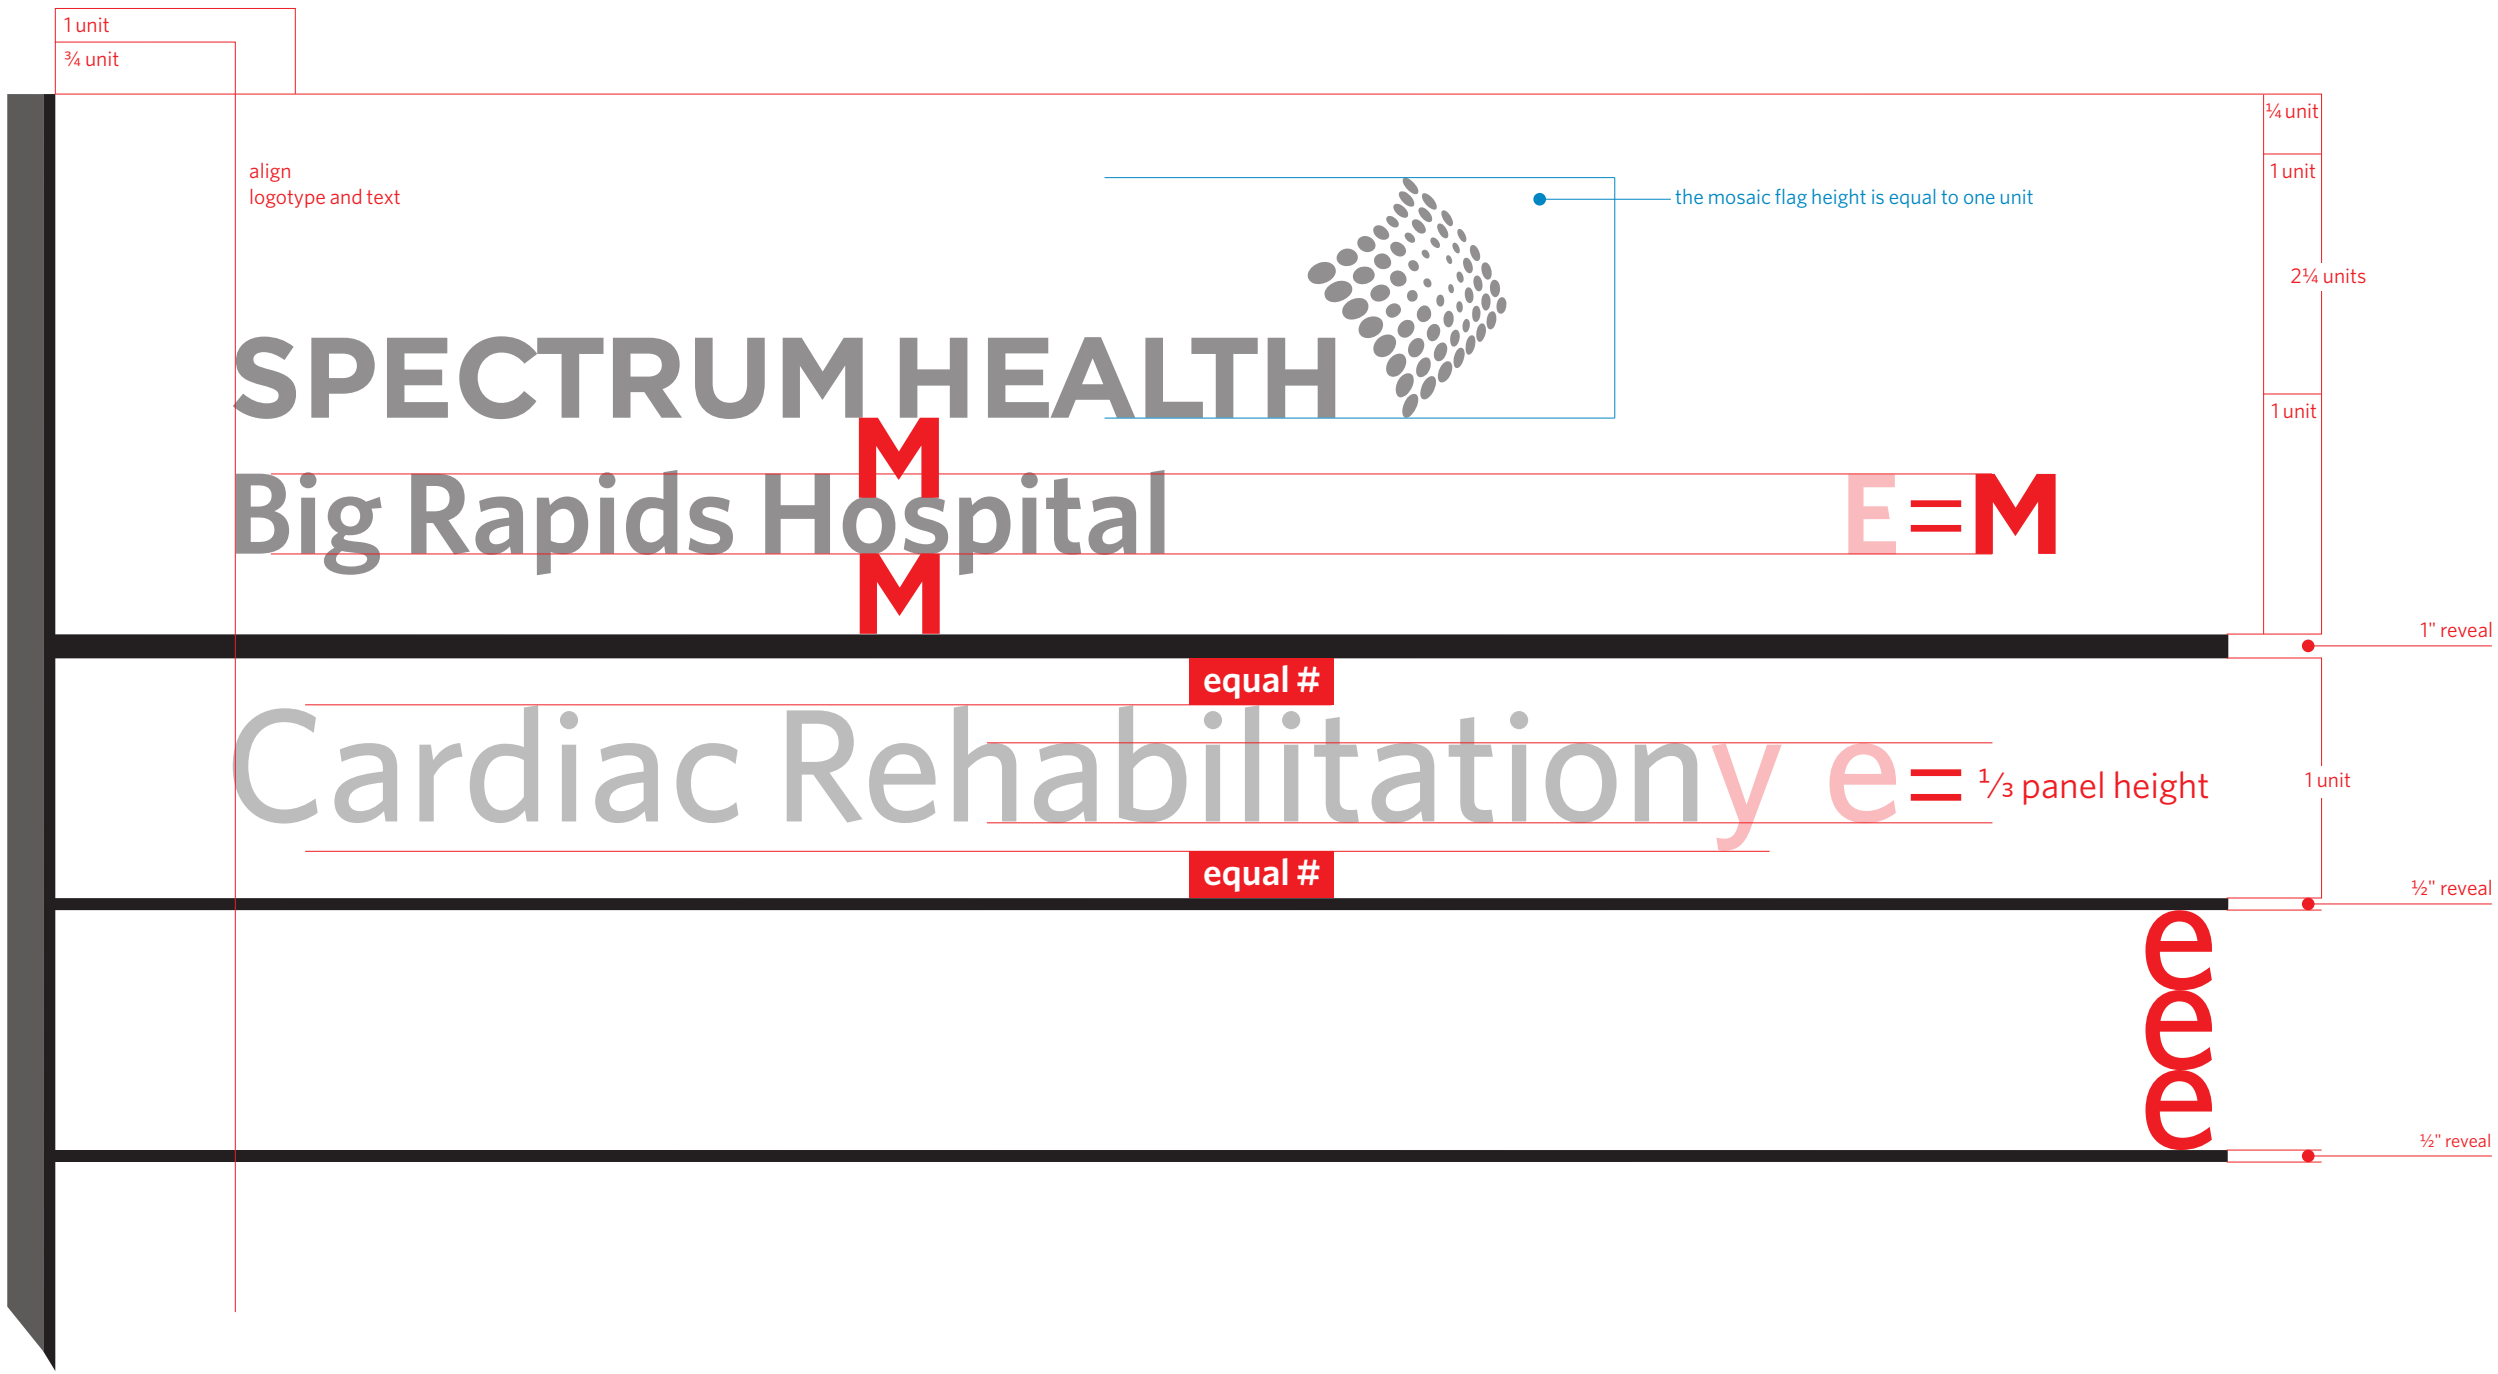 1 unit
¾ unit
¼ unit
1 unit
align
logotype and text
the mosaic flag height is equal to one unit
2¼ units
SPECTRUM HEALTH
1 unit
M
Big Rapids Hospital
E=M
M
1" reveal
equal #
Cardiac Rehabilitationy e = ⅓ panel height
1 unit
equal #
½" reveal
e
e
e
½" reveal